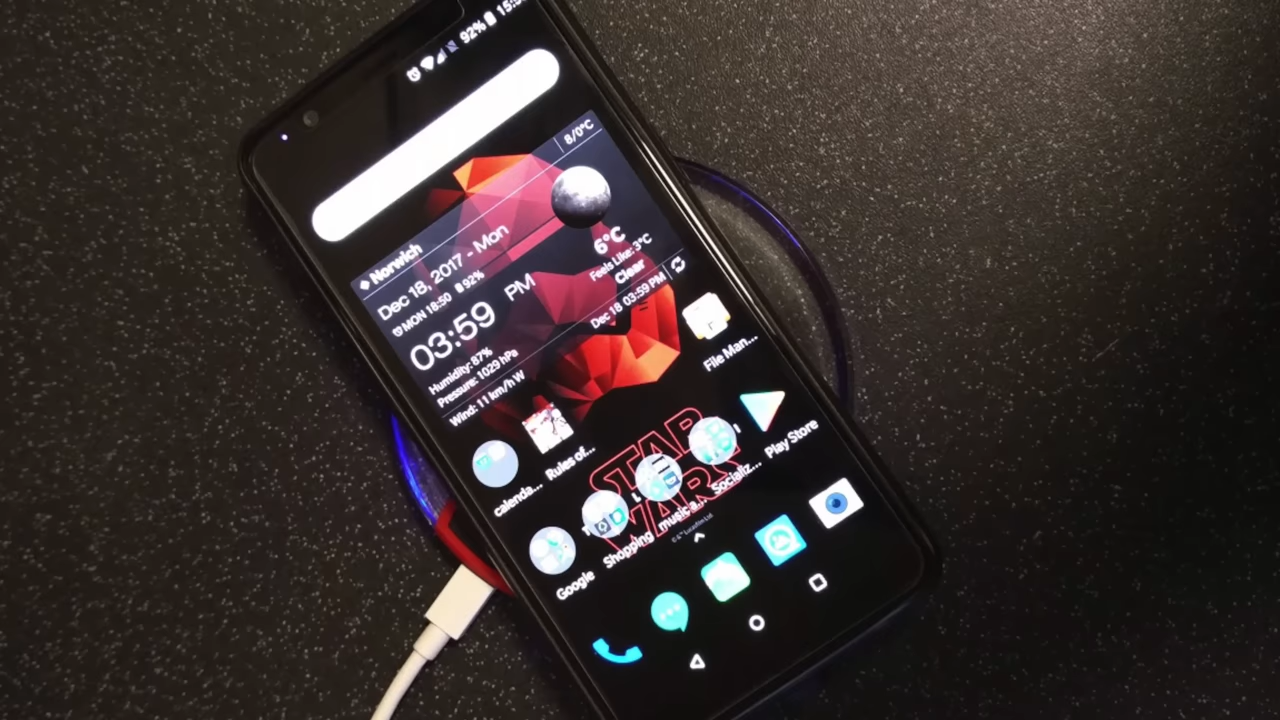 92% 15:5
8/0°C
Norwich
Dec 18, 2017 - Mon
MON 18:50 92%
03:59 PM
6°C
Feels Like: 3°C
Clear
Dec 18 03:59 PM
Humidity: 87%
Pressure: 1029 hPa
Wind: 11 km/h W
File Man...
calenda...
Rules of...
STAR
WARS
Google
Shopping
music a...
Socializ...
Play Store